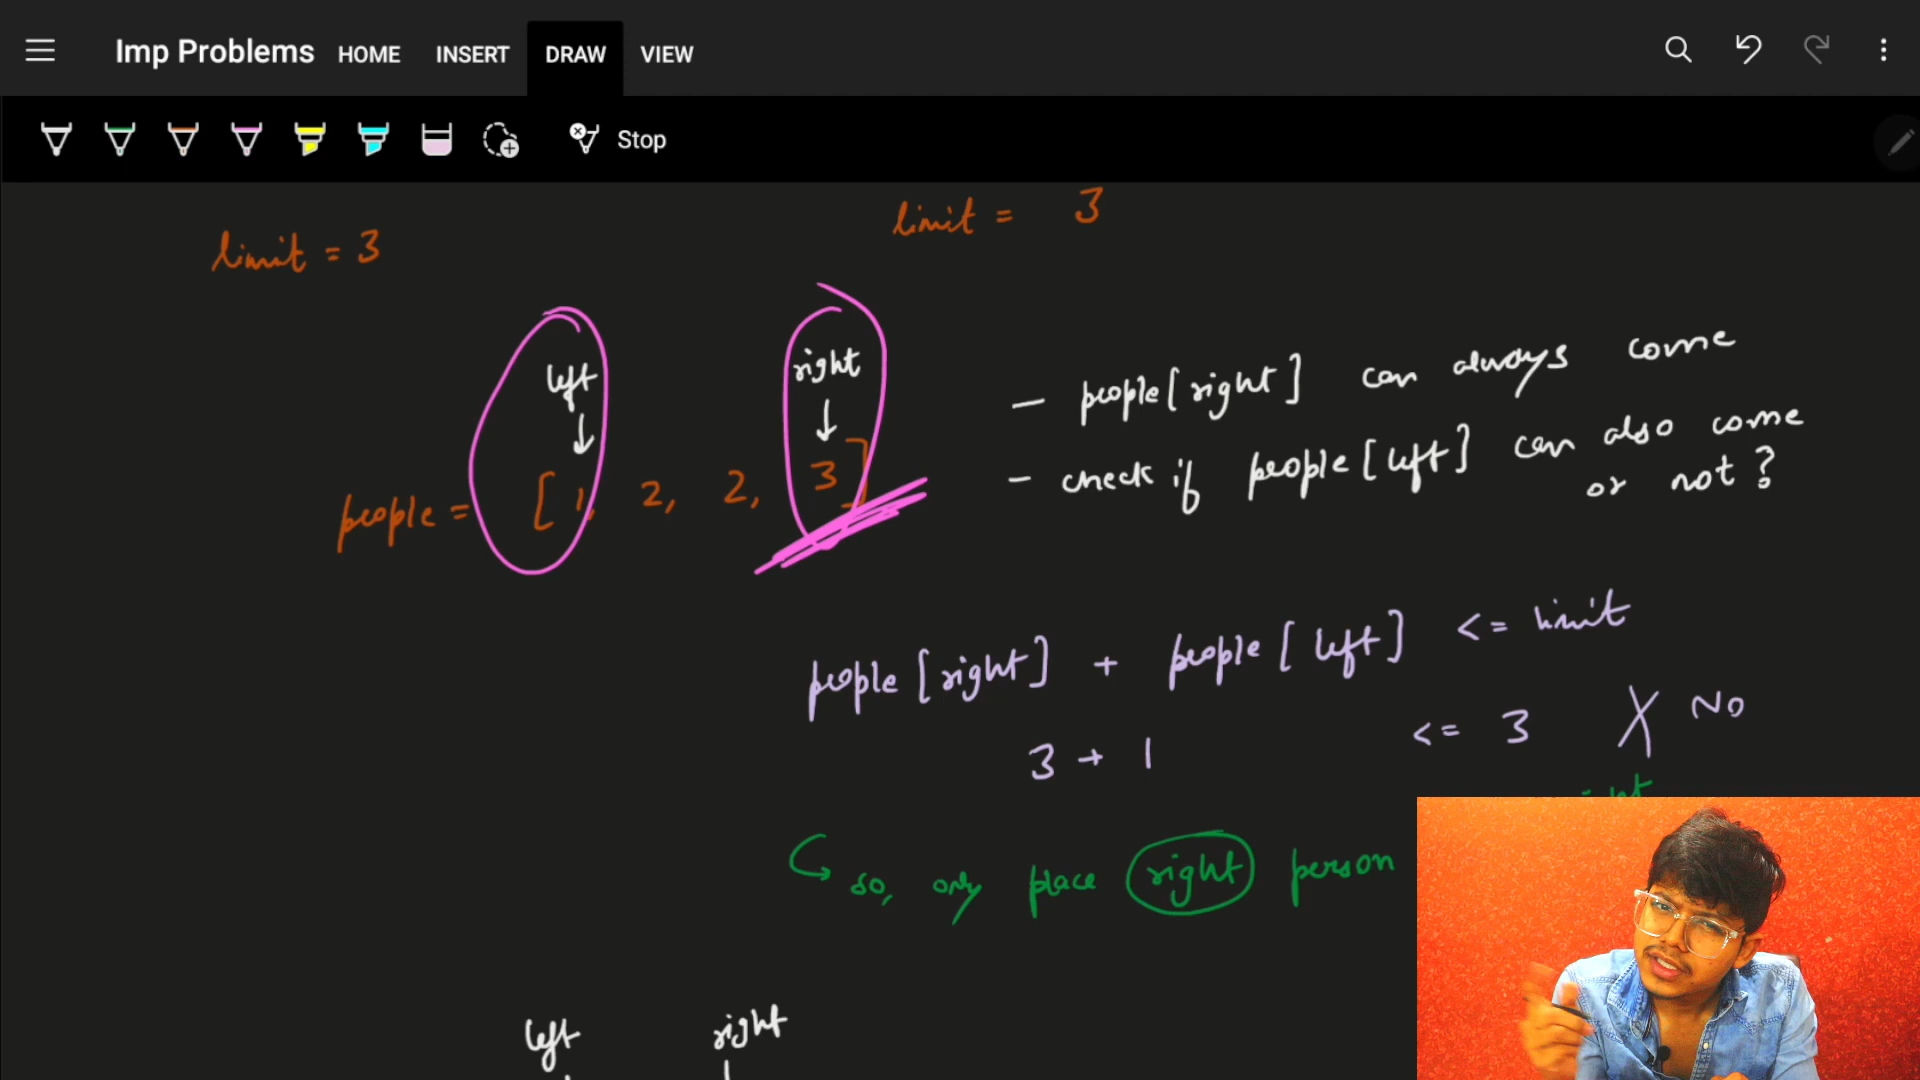 Imp Problems HOME INSERT DRAW VIEW
Stop
limit = 3
limit = 3
left
right
people = [ 1, 2, 2, 3 ]
- people[right] can always come
- check if people[left] can also come
or not?
people[right] + people[left] <= limit
3 + 1 <= 3 X No
so, only place right person
left right